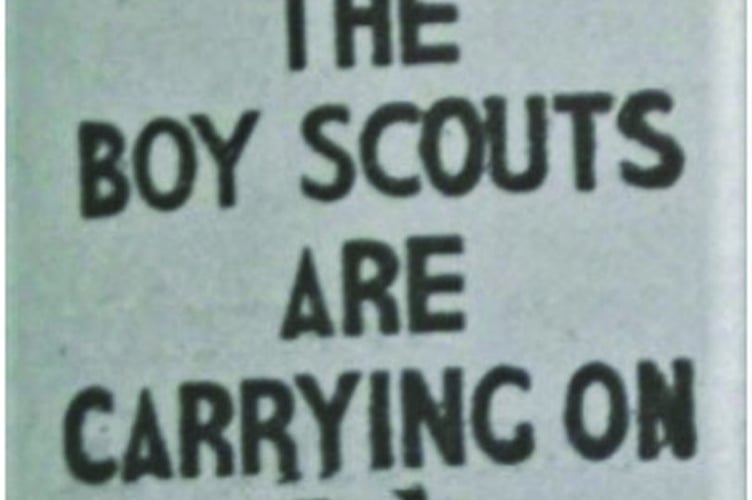 THE
BOY SCOUTS
ARE
CARRYING ON